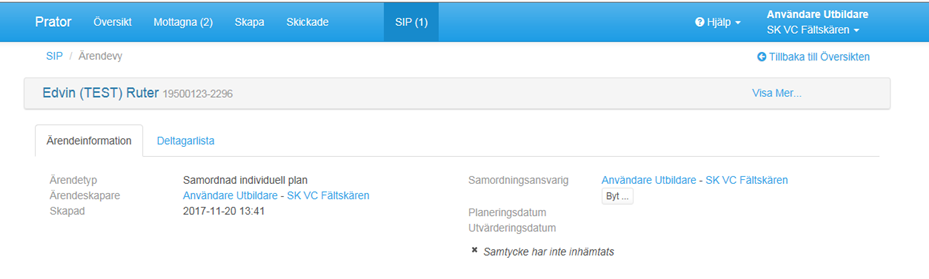 Prator Översikt Mottagna (2) Skapa Skickade SIP (1) Hjälp Användare Utbildare
SK VC Fältskären
SIP / Ärendevy Tillbaka till Översikten
Edvin (TEST) Ruter 19500123-2296 Visa Mer...
Ärendeinformation Deltagarlista
Ärendetyp Samordnad individuell plan Samordningsansvarig Användare Utbildare - SK VC Fältskären
Ärendeskapare Användare Utbildare - SK VC Fältskären Byt ...
Skapad 2017-11-20 13:41 Planeringsdatum
Utvärderingsdatum
Samtycke har inte inhämtats